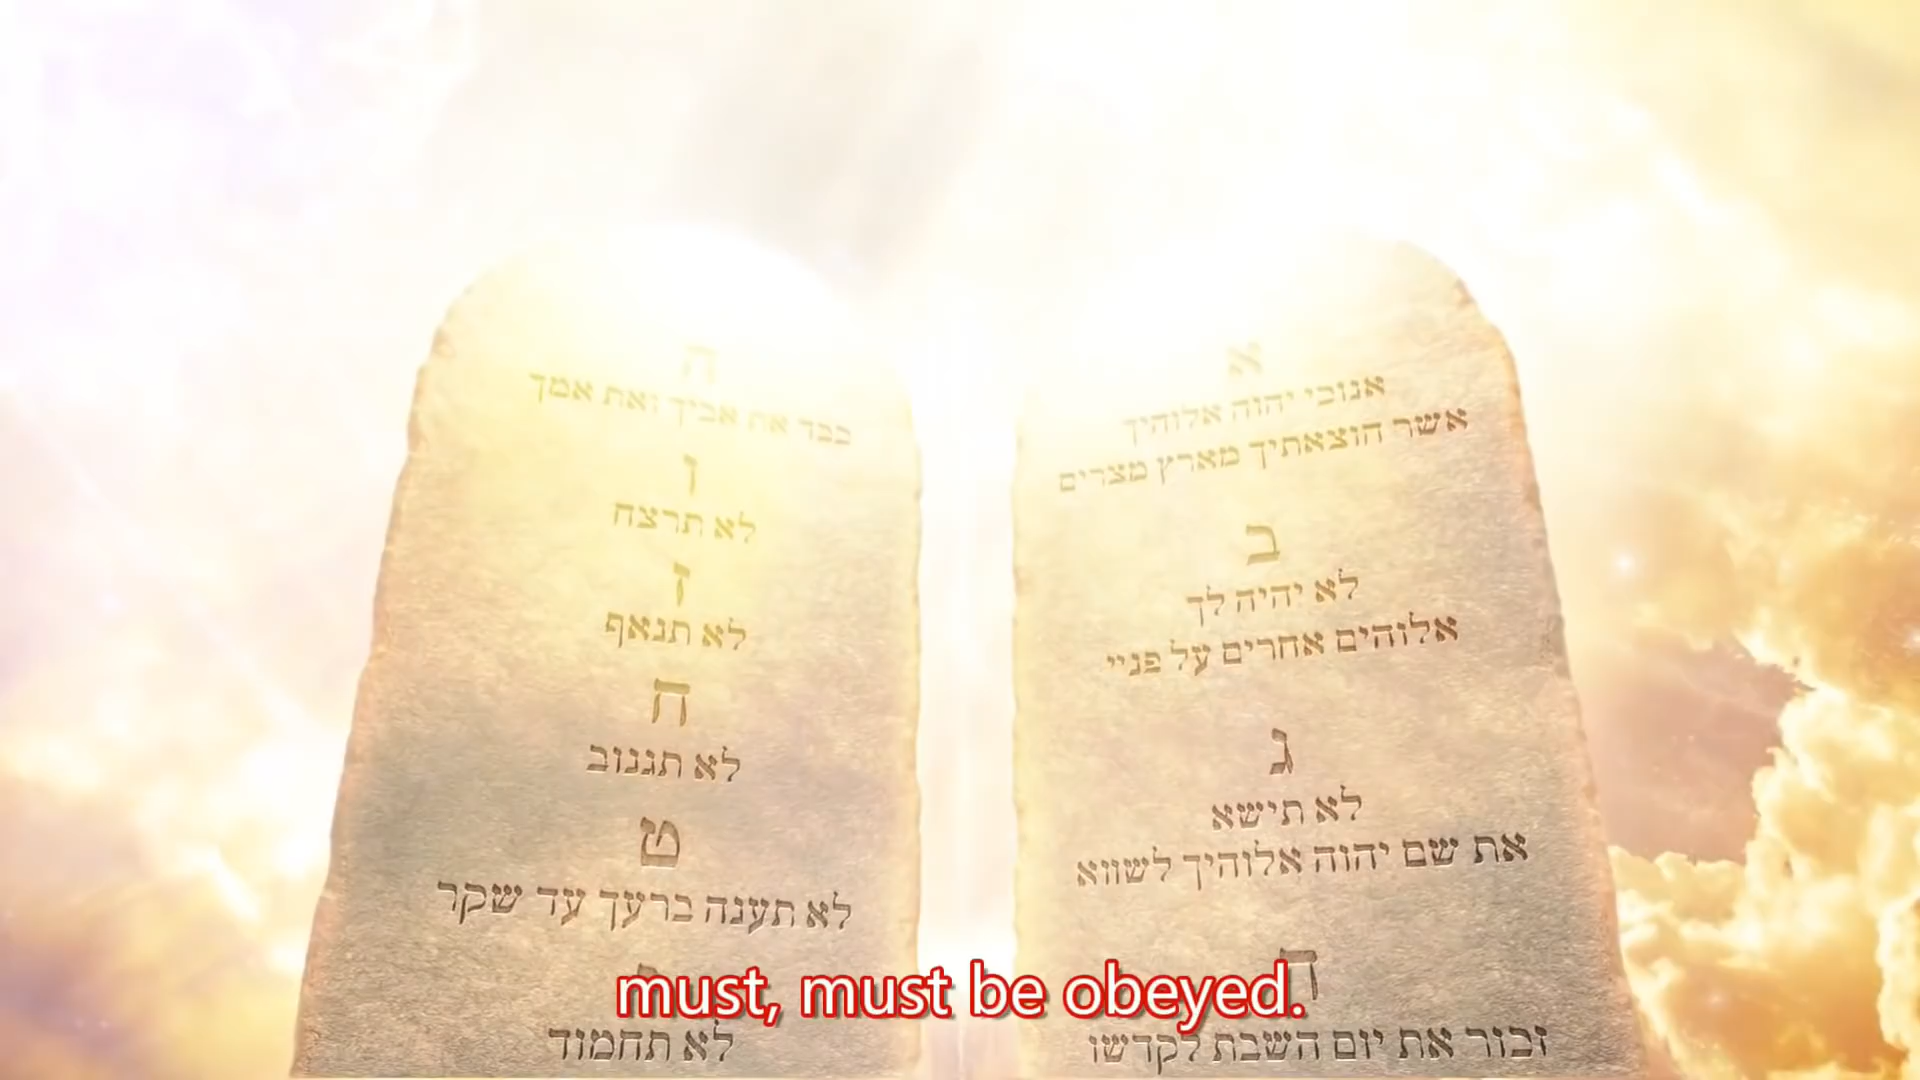 א
אנוכי יהוה אלוהיך
אשר הוצאתיך מארץ מצרים
ב
לא יהיה לך
אלוהים אחרים על פניי
ג
לא תישא
את שם יהוה אלוהיך לשווא
זכור את יום השבת לקדשו
ה
כבד את אביך ואת אמך
ו
לא תרצח
ז
לא תנאף
ח
לא תגנוב
ט
לא תענה ברעך עד שקר
לא תחמוד
must, must be obeyed.